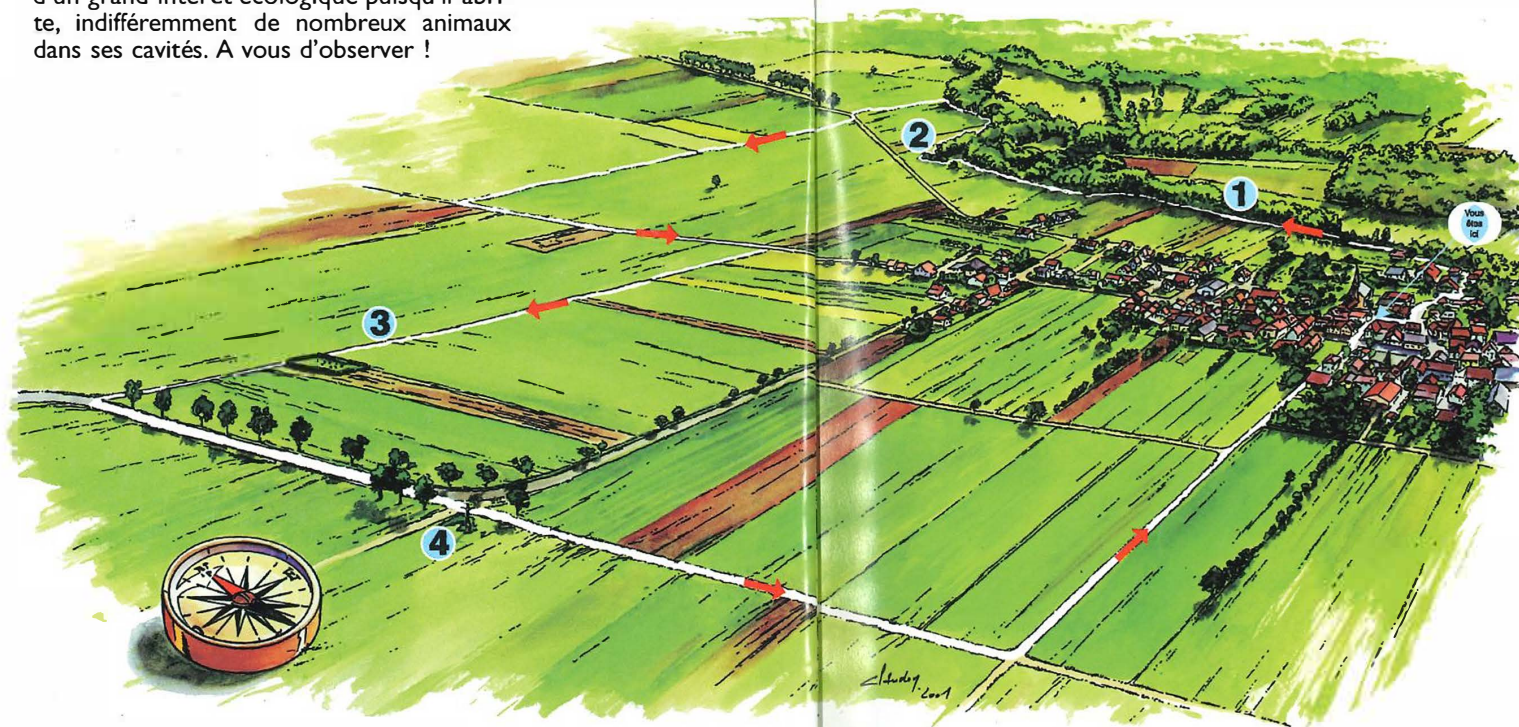 d'un grand intérêt écologique puisqu'il abri-
te, indifféremment de nombreux animaux
dans ses cavités. A vous d'observer !
2
1
Vous
êtes
ici
3
4
2001